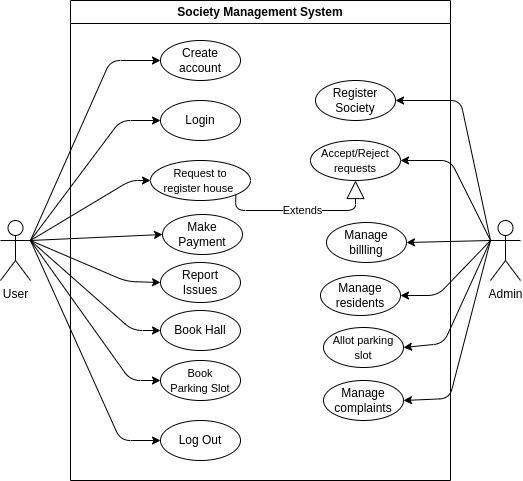 Society Management System
Create
account
Login
Request to
register house
Make
Payment
Report
Issues
Book Hall
Book
Parking Slot
Log Out
User
Extends
Register
Society
Accept/Reject
requests
Manage
billling
Manage
residents
Allot parking
slot
Manage
complaints
Admin